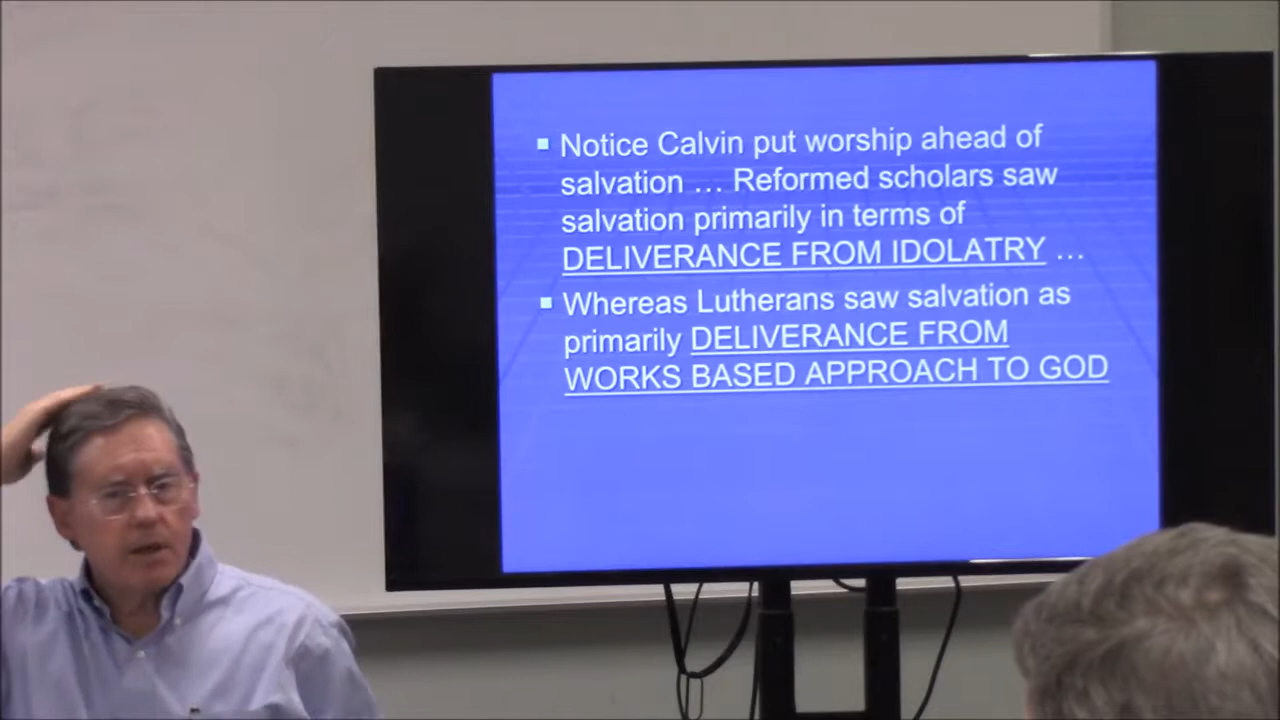 Notice Calvin put worship ahead of
salvation … Reformed scholars saw
salvation primarily in terms of
DELIVERANCE FROM IDOLATRY …
Whereas Lutherans saw salvation as
primarily DELIVERANCE FROM
WORKS BASED APPROACH TO GOD